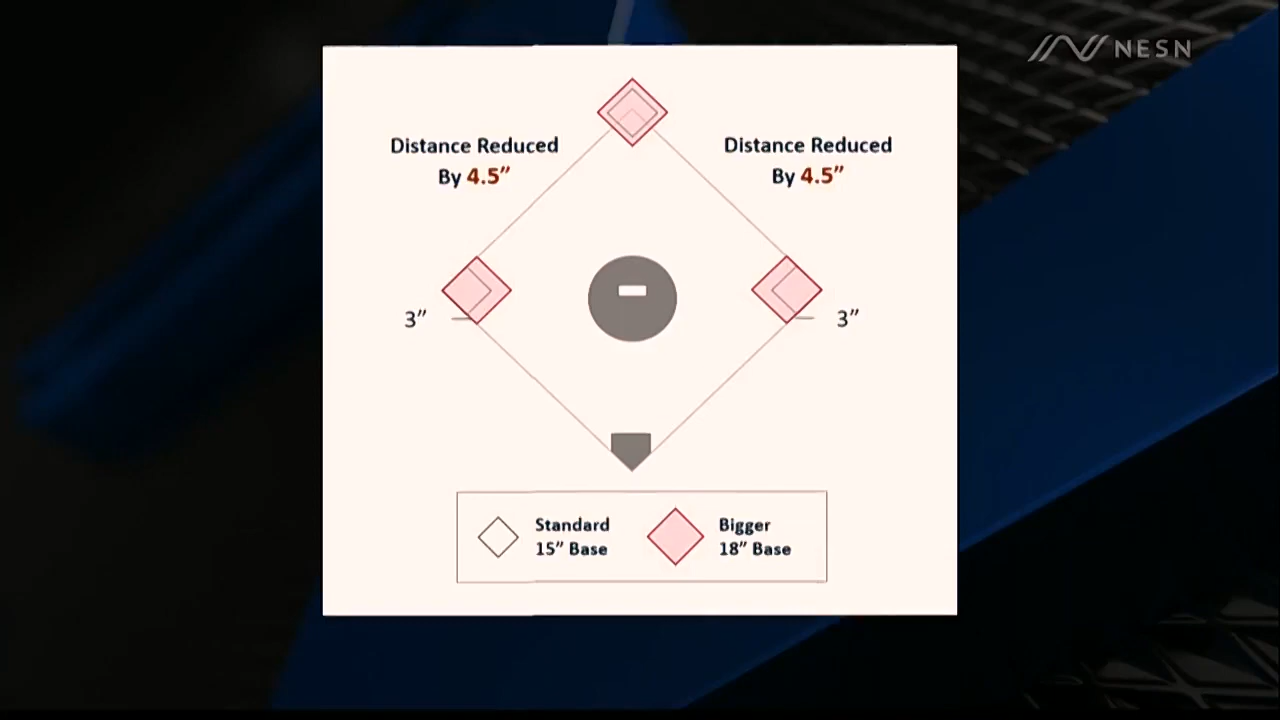 NESN
Distance Reduced
By 4.5”
Distance Reduced
By 4.5”
3”
3”
Standard
15” Base
Bigger
18” Base